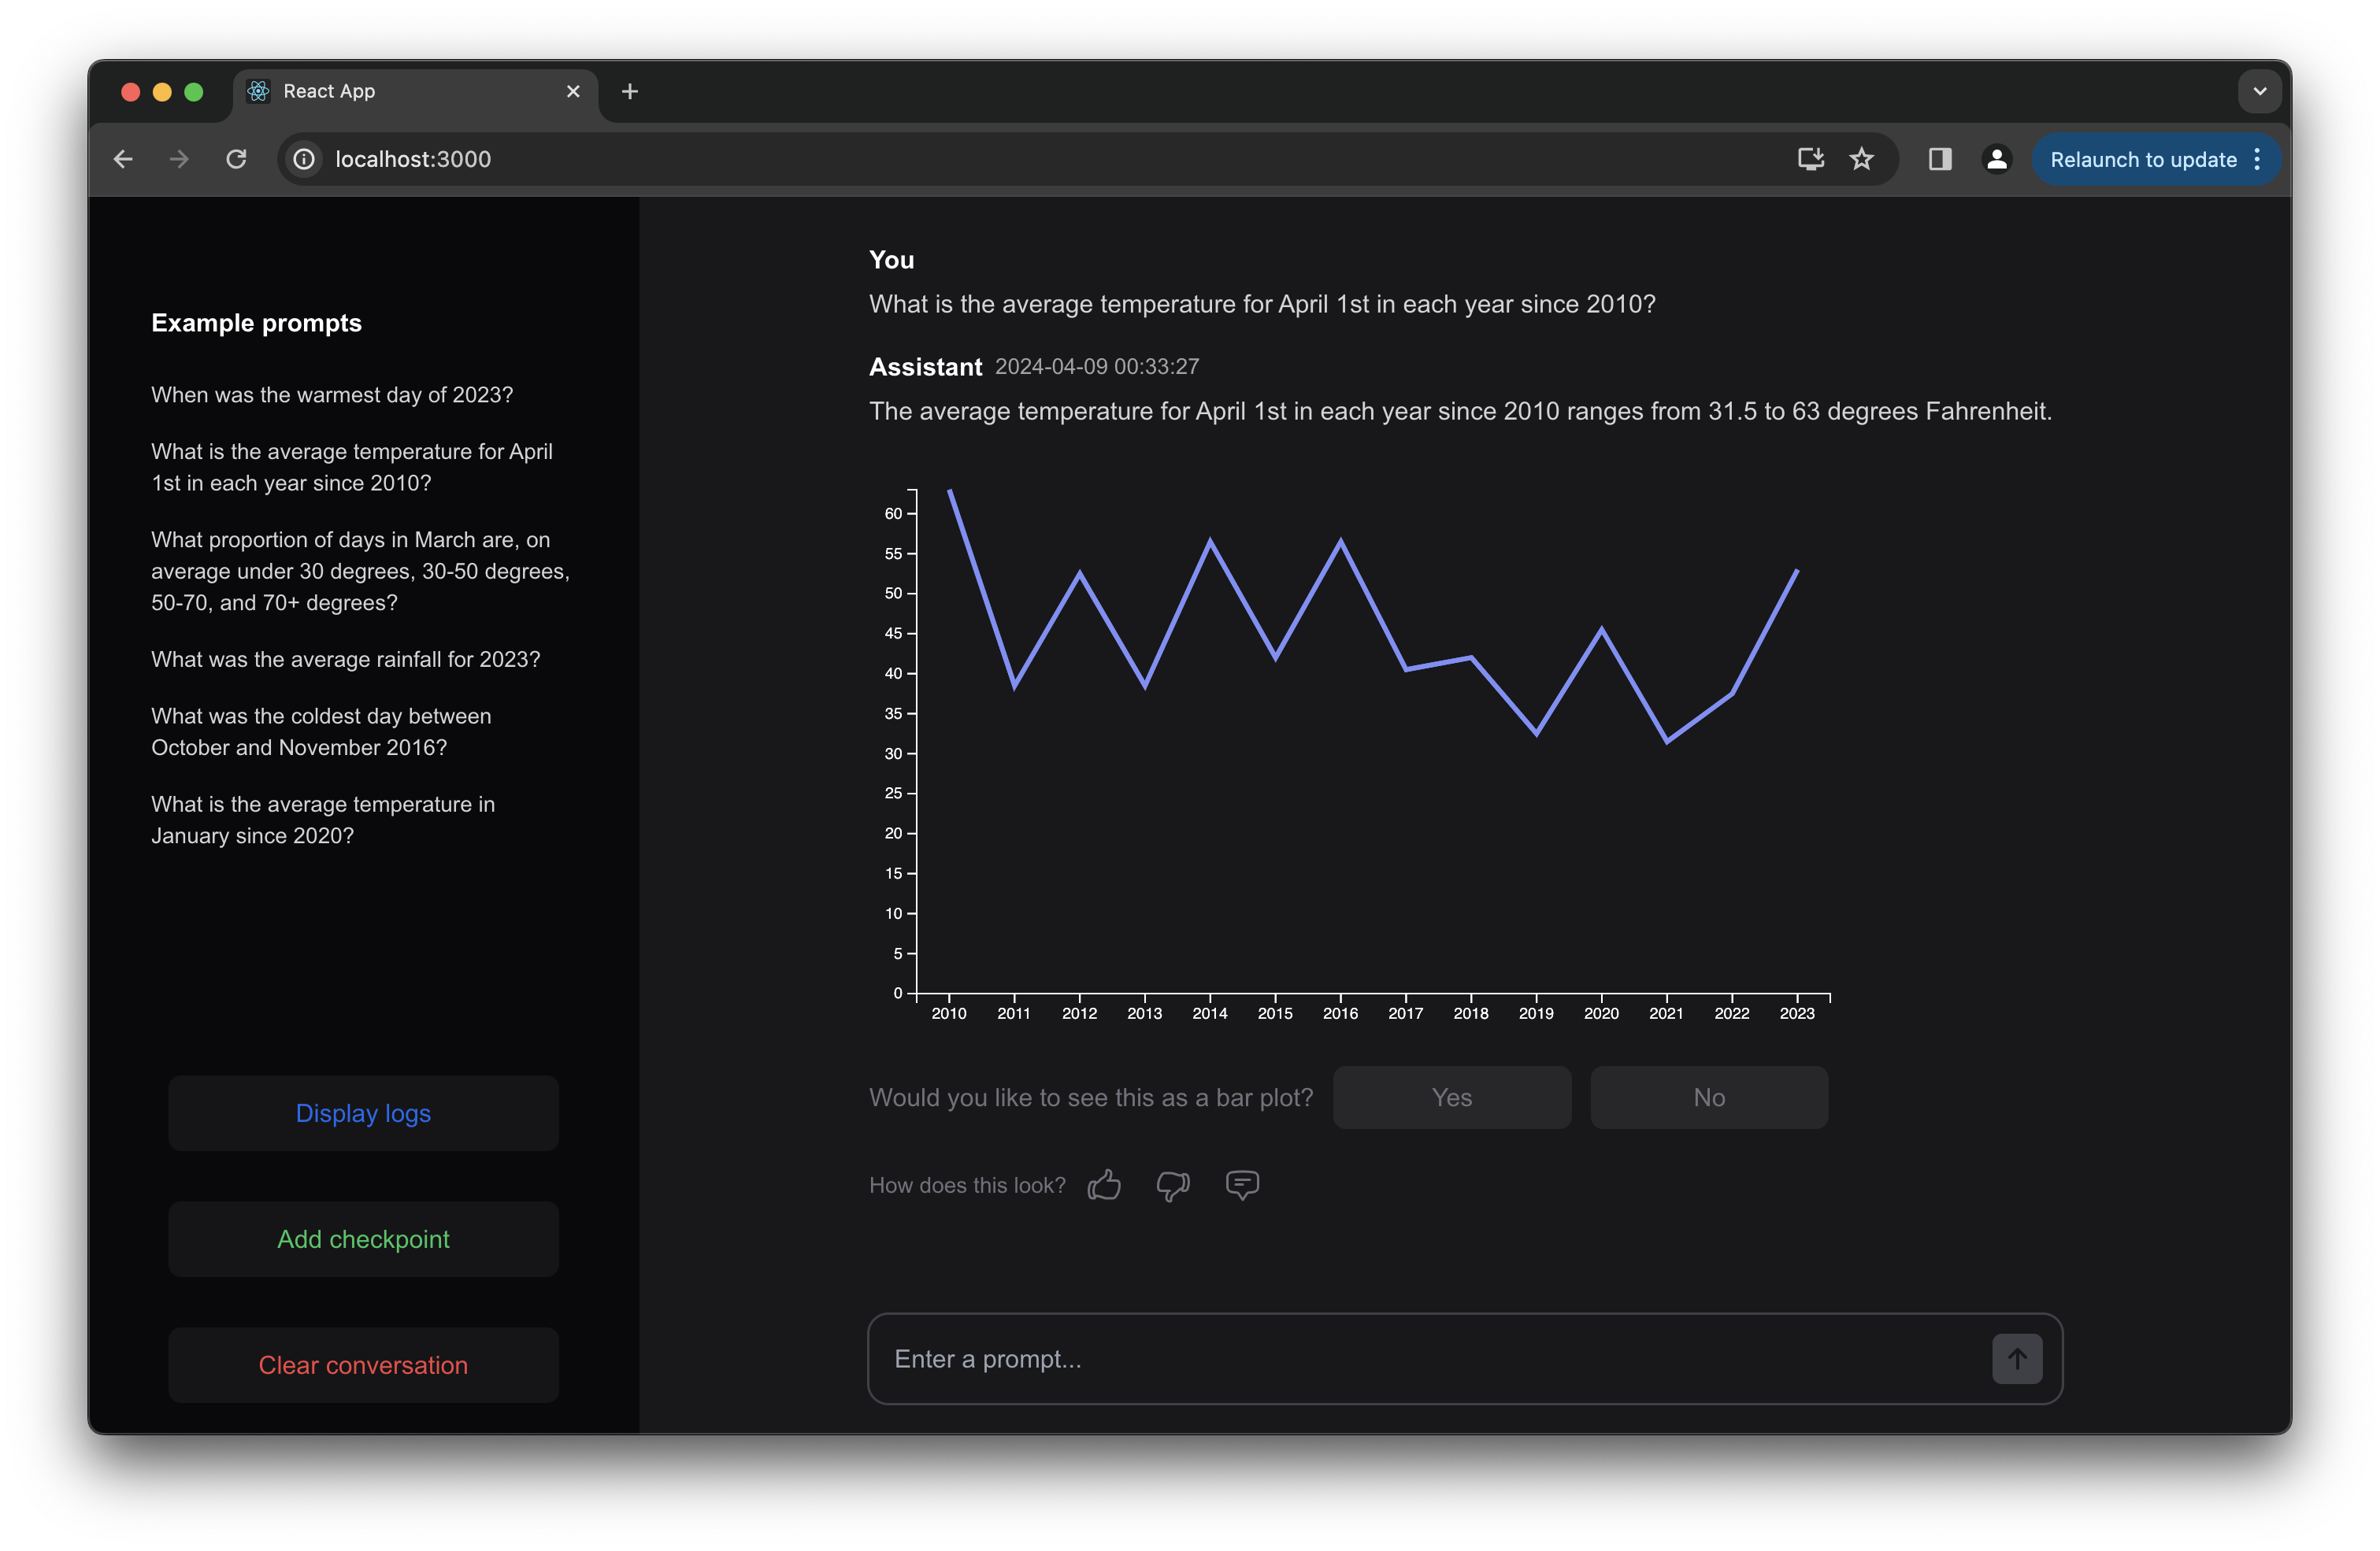 React App
localhost:3000
Relaunch to update
Example prompts
When was the warmest day of 2023?
What is the average temperature for April
1st in each year since 2010?
What proportion of days in March are, on
average under 30 degrees, 30-50 degrees,
50-70, and 70+ degrees?
What was the average rainfall for 2023?
What was the coldest day between
October and November 2016?
What is the average temperature in
January since 2020?
Display logs
Add checkpoint
Clear conversation
You
What is the average temperature for April 1st in each year since 2010?
Assistant 2024-04-09 00:33:27
The average temperature for April 1st in each year since 2010 ranges from 31.5 to 63 degrees Fahrenheit.
60
55
50
45
40
35
30
25
20
15
10
5
0
2010 2011 2012 2013 2014 2015 2016 2017 2018 2019 2020 2021 2022 2023
Would you like to see this as a bar plot? Yes No
How does this look?
Enter a prompt...